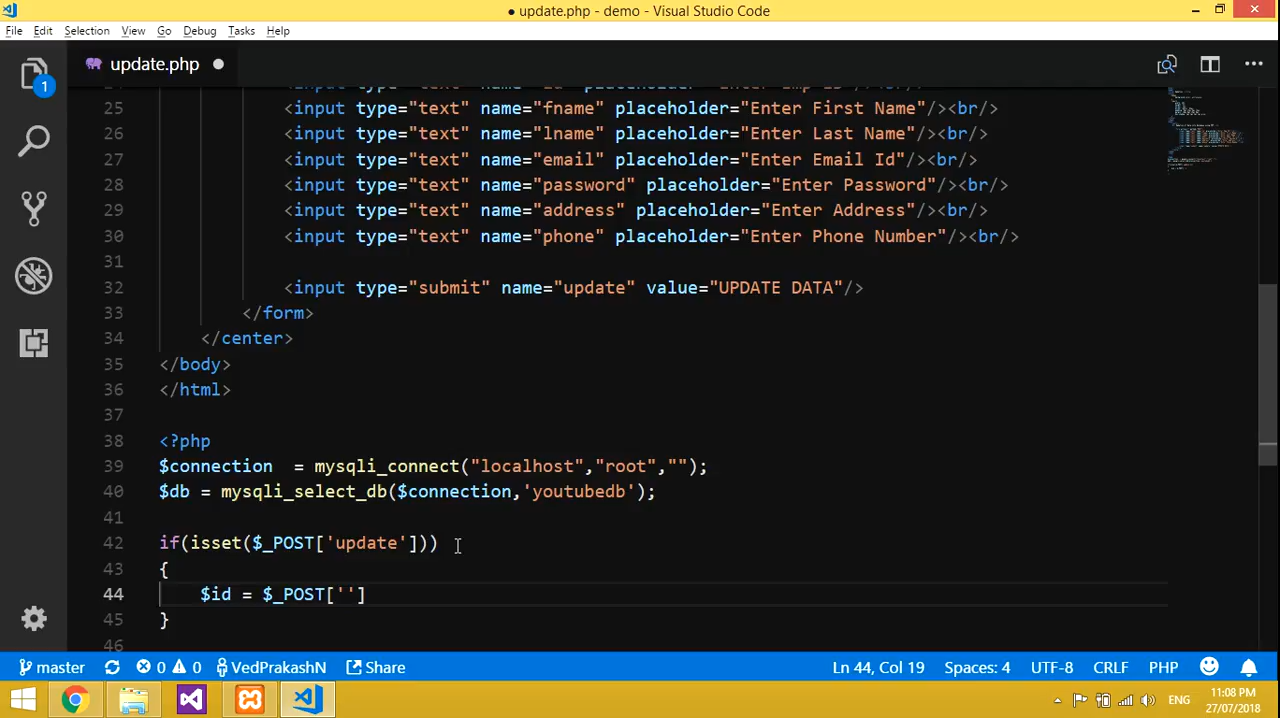 ● update.php - demo - Visual Studio Code
File Edit Selection View Go Debug Tasks Help
1 update.php ●
25 <input type="text" name="fname" placeholder="Enter First Name"/><br/>
26 <input type="text" name="lname" placeholder="Enter Last Name"/><br/>
27 <input type="text" name="email" placeholder="Enter Email Id"/><br/>
28 <input type="text" name="password" placeholder="Enter Password"/><br/>
29 <input type="text" name="address" placeholder="Enter Address"/><br/>
30 <input type="text" name="phone" placeholder="Enter Phone Number"/><br/>
31
32 <input type="submit" name="update" value="UPDATE DATA"/>
33 </form>
34 </center>
35 </body>
36 </html>
37
38 <?php
39 $connection  = mysqli_connect("localhost","root","");
40 $db = mysqli_select_db($connection,'youtubedb');
41
42 if(isset($_POST['update']))
43 {
44 $id = $_POST['']
45 }
46
master 0 0 VedPrakashN Share Ln 44, Col 19 Spaces: 4 UTF-8 CRLF PHP
ENG 11:08 PM
27/07/2018